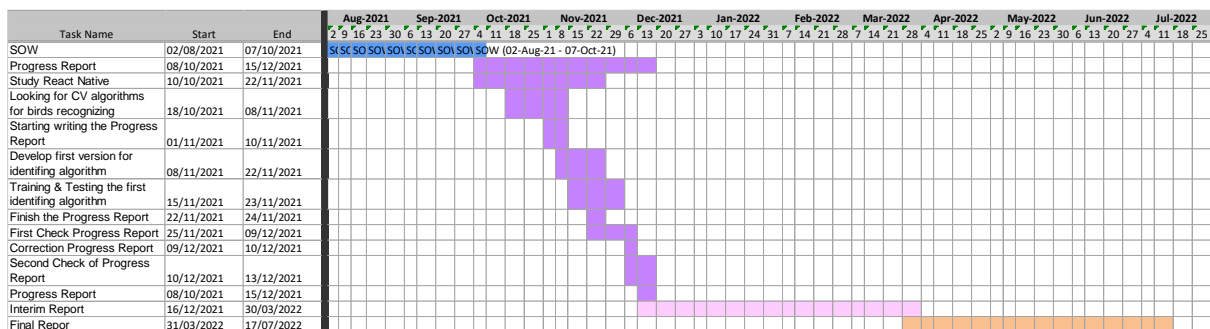 Aug-2021 Sep-2021 Oct-2021 Nov-2021 Dec-2021 Jan-2022 Feb-2022 Mar-2022 Apr-2022 May-2022 Jun-2022 Jul-2022
Task Name Start End 2 9 16 23 30 6 13 20 27 4 11 18 25 1 8 15 22 29 6 13 20 27 3 10 17 24 31 7 14 21 28 7 14 21 28 4 11 18 25 2 9 16 23 30 6 13 20 27 4 11 18 25
SOW 02/08/2021 07/10/2021 SOW (02-Aug-21 - 07-Oct-21)
Progress Report 08/10/2021 15/12/2021
Study React Native 10/10/2021 22/11/2021
Looking for CV algorithms
for birds recognizing 18/10/2021 08/11/2021
Starting writing the Progress
Report 01/11/2021 10/11/2021
Develop first version for
identifing algorithm 08/11/2021 22/11/2021
Training & Testing the first
identifing algorithm 15/11/2021 23/11/2021
Finish the Progress Report 22/11/2021 24/11/2021
First Check Progress Report 25/11/2021 09/12/2021
Correction Progress Report 09/12/2021 10/12/2021
Second Check of Progress
Report 10/12/2021 13/12/2021
Progress Report 08/10/2021 15/12/2021
Interim Report 16/12/2021 30/03/2022
Final Repor 31/03/2022 17/07/2022